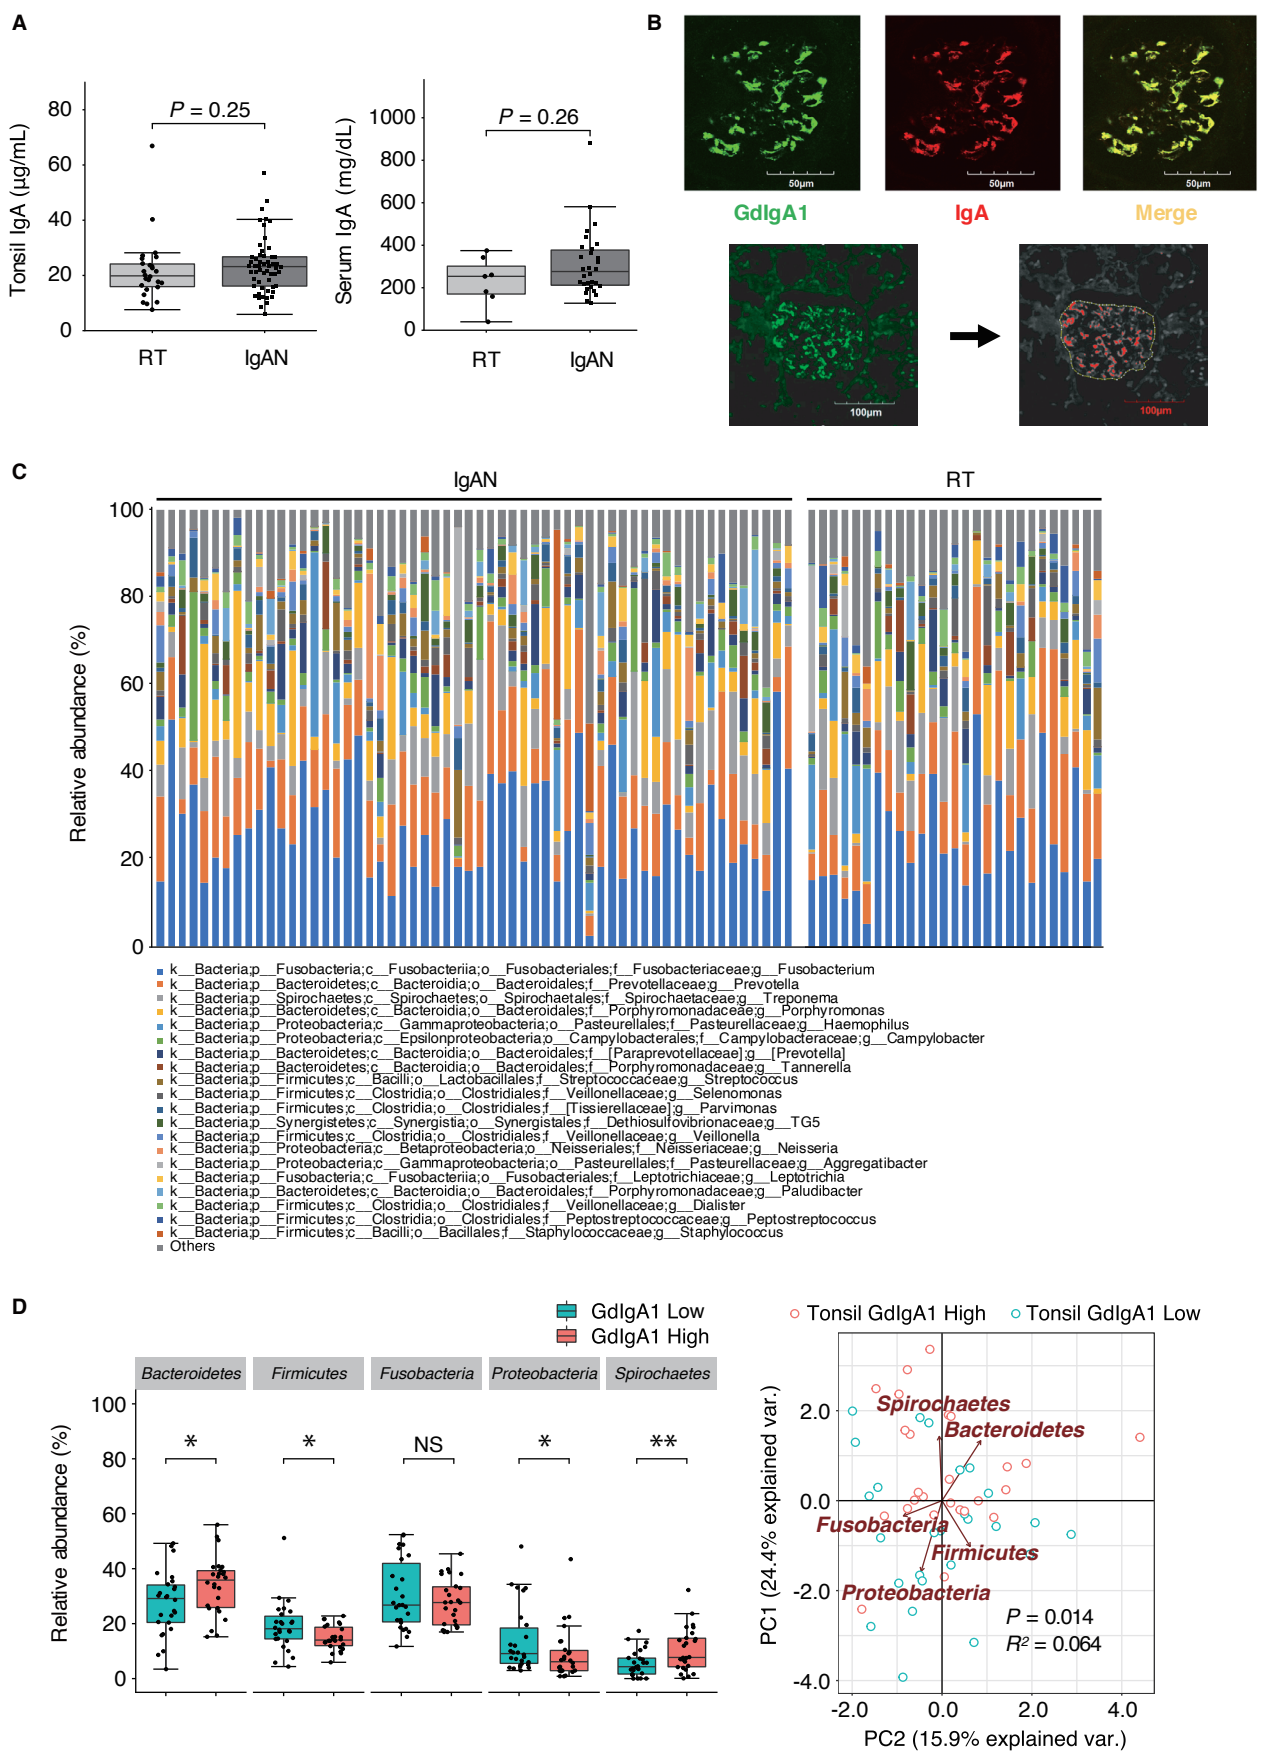 A
B
P = 0.25
P = 0.26
Tonsil IgA (µg/mL)
80
60
40
20
0
RT
IgAN
Serum IgA (mg/dL)
1000
800
600
400
200
0
RT
IgAN
50µm
50µm
50µm
GdIgA1
IgA
Merge
100µm
100µm
C
IgAN
RT
Relative abundance (%)
100
80
60
40
20
0
k__Bacteria;p__Fusobacteria;c__Fusobacteriia;o__Fusobacteriales;f__Fusobacteriaceae;g__Fusobacterium
k__Bacteria;p__Bacteroidetes;c__Bacteroidia;o__Bacteroidales;f__Prevotellaceae;g__Prevotella
k__Bacteria;p__Spirochaetes;c__Spirochaetes;o__Spirochaetales;f__Spirochaetaceae;g__Treponema
k__Bacteria;p__Bacteroidetes;c__Bacteroidia;o__Bacteroidales;f__Porphyromonadaceae;g__Porphyromonas
k__Bacteria;p__Proteobacteria;c__Gammaproteobacteria;o__Pasteurellales;f__Pasteurellaceae;g__Haemophilus
k__Bacteria;p__Proteobacteria;c__Epsilonproteobacteria;o__Campylobacterales;f__Campylobacteraceae;g__Campylobacter
k__Bacteria;p__Bacteroidetes;c__Bacteroidia;o__Bacteroidales;f__[Paraprevotellaceae];g__[Prevotella]
k__Bacteria;p__Bacteroidetes;c__Bacteroidia;o__Bacteroidales;f__Porphyromonadaceae;g__Tannerella
k__Bacteria;p__Firmicutes;c__Bacilli;o__Lactobacillales;f__Streptococcaceae;g__Streptococcus
k__Bacteria;p__Firmicutes;c__Clostridia;o__Clostridiales;f__Veillonellaceae;g__Selenomonas
k__Bacteria;p__Firmicutes;c__Clostridia;o__Clostridiales;f__[Tissierellaceae];g__Parvimonas
k__Bacteria;p__Synergistetes;c__Synergistia;o__Synergistales;f__Dethiosulfovibrionaceae;g__TG5
k__Bacteria;p__Firmicutes;c__Clostridia;o__Clostridiales;f__Veillonellaceae;g__Veillonella
k__Bacteria;p__Proteobacteria;c__Betaproteobacteria;o__Neisseriales;f__Neisseriaceae;g__Neisseria
k__Bacteria;p__Proteobacteria;c__Gammaproteobacteria;o__Pasteurellales;f__Pasteurellaceae;g__Aggregatibacter
k__Bacteria;p__Fusobacteria;c__Fusobacteriia;o__Fusobacteriales;f__Leptotrichiaceae;g__Leptotrichia
k__Bacteria;p__Bacteroidetes;c__Bacteroidia;o__Bacteroidales;f__Porphyromonadaceae;g__Paludibacter
k__Bacteria;p__Firmicutes;c__Clostridia;o__Clostridiales;f__Veillonellaceae;g__Dialister
k__Bacteria;p__Firmicutes;c__Clostridia;o__Clostridiales;f__Peptostreptococcaceae;g__Peptostreptococcus
k__Bacteria;p__Firmicutes;c__Bacilli;o__Bacillales;f__Staphylococcaceae;g__Staphylococcus
Others
D
GdIgA1 Low
GdIgA1 High
Bacteroidetes
Firmicutes
Fusobacteria
Proteobacteria
Spirochaetes
* * NS * **
Relative abundance (%)
100
80
60
40
20
0
Tonsil GdIgA1 High
Tonsil GdIgA1 Low
PC1 (24.4% explained var.)
2.0
0.0
-2.0
-4.0
Spirochaetes
Bacteroidetes
Fusobacteria
Firmicutes
Proteobacteria
P = 0.014
R² = 0.064
-2.0 0.0 2.0 4.0
PC2 (15.9% explained var.)